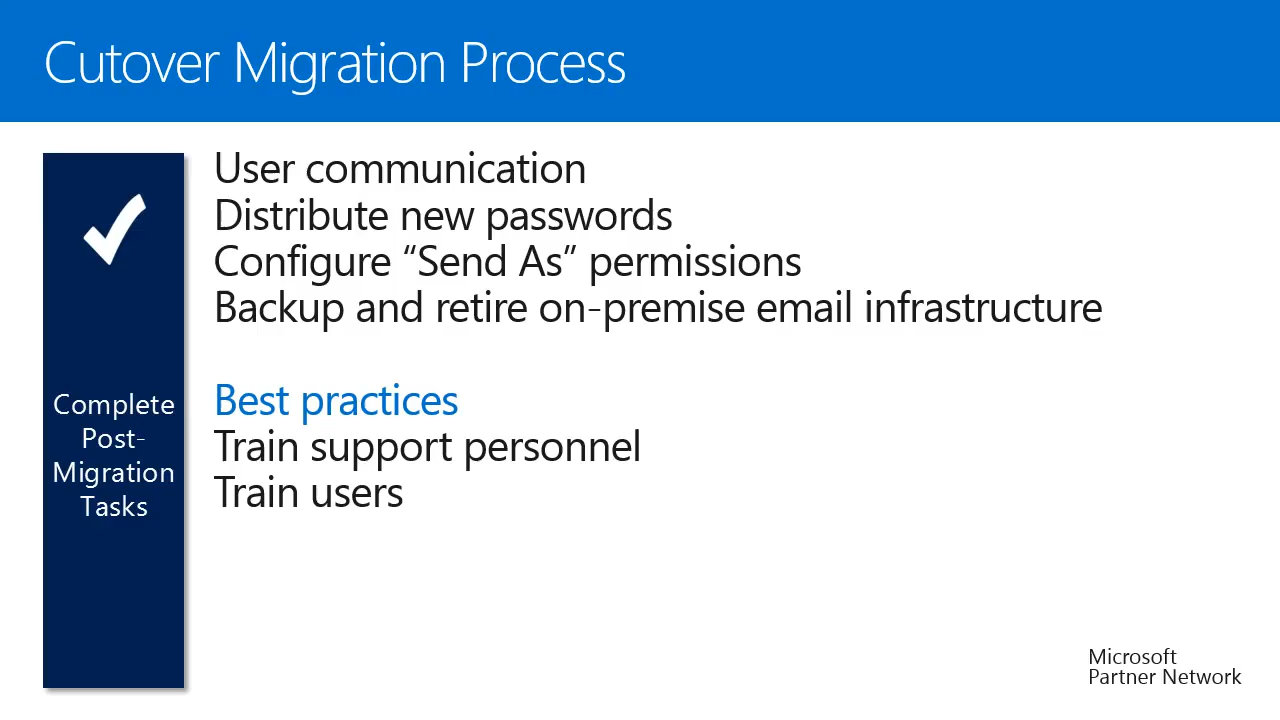 Cutover Migration Process
User communication
Distribute new passwords
Configure “Send As” permissions
Backup and retire on-premise email infrastructure
Complete
Post-
Migration
Tasks
Best practices
Train support personnel
Train users
Microsoft
Partner Network